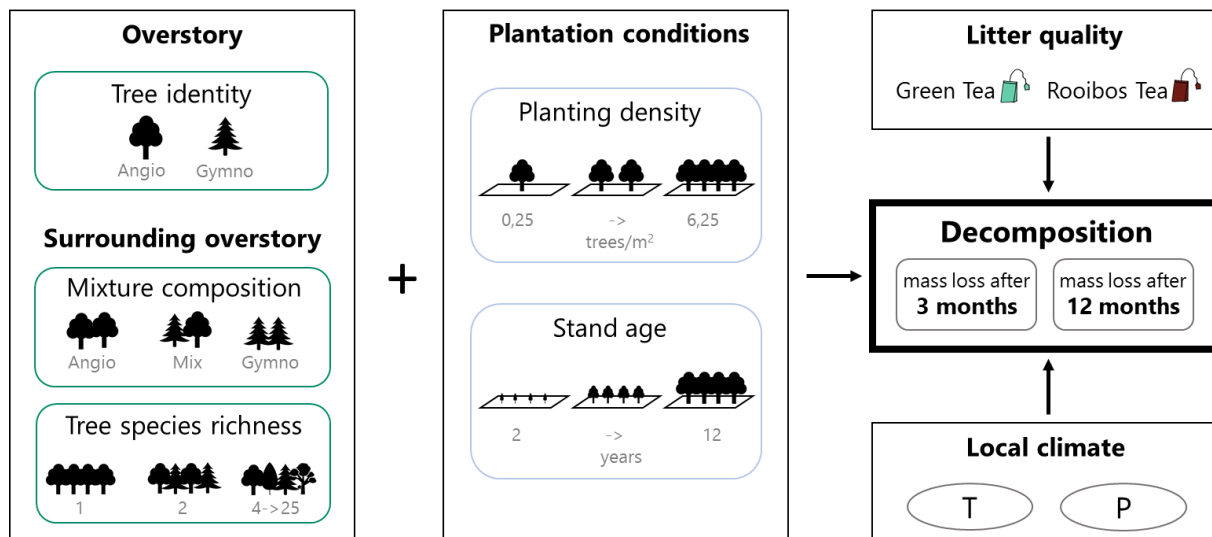 Overstory
Tree identity
Angio
Gymno
Surrounding overstory
Mixture composition
Angio
Mix
Gymno
Tree species richness
1
2
4->25
+
Plantation conditions
Planting density
0,25
->
6,25
trees/m²
Stand age
2
->
12
years
Litter quality
Green Tea
Rooibos Tea
Decomposition
mass loss after
3 months
mass loss after
12 months
Local climate
T
P